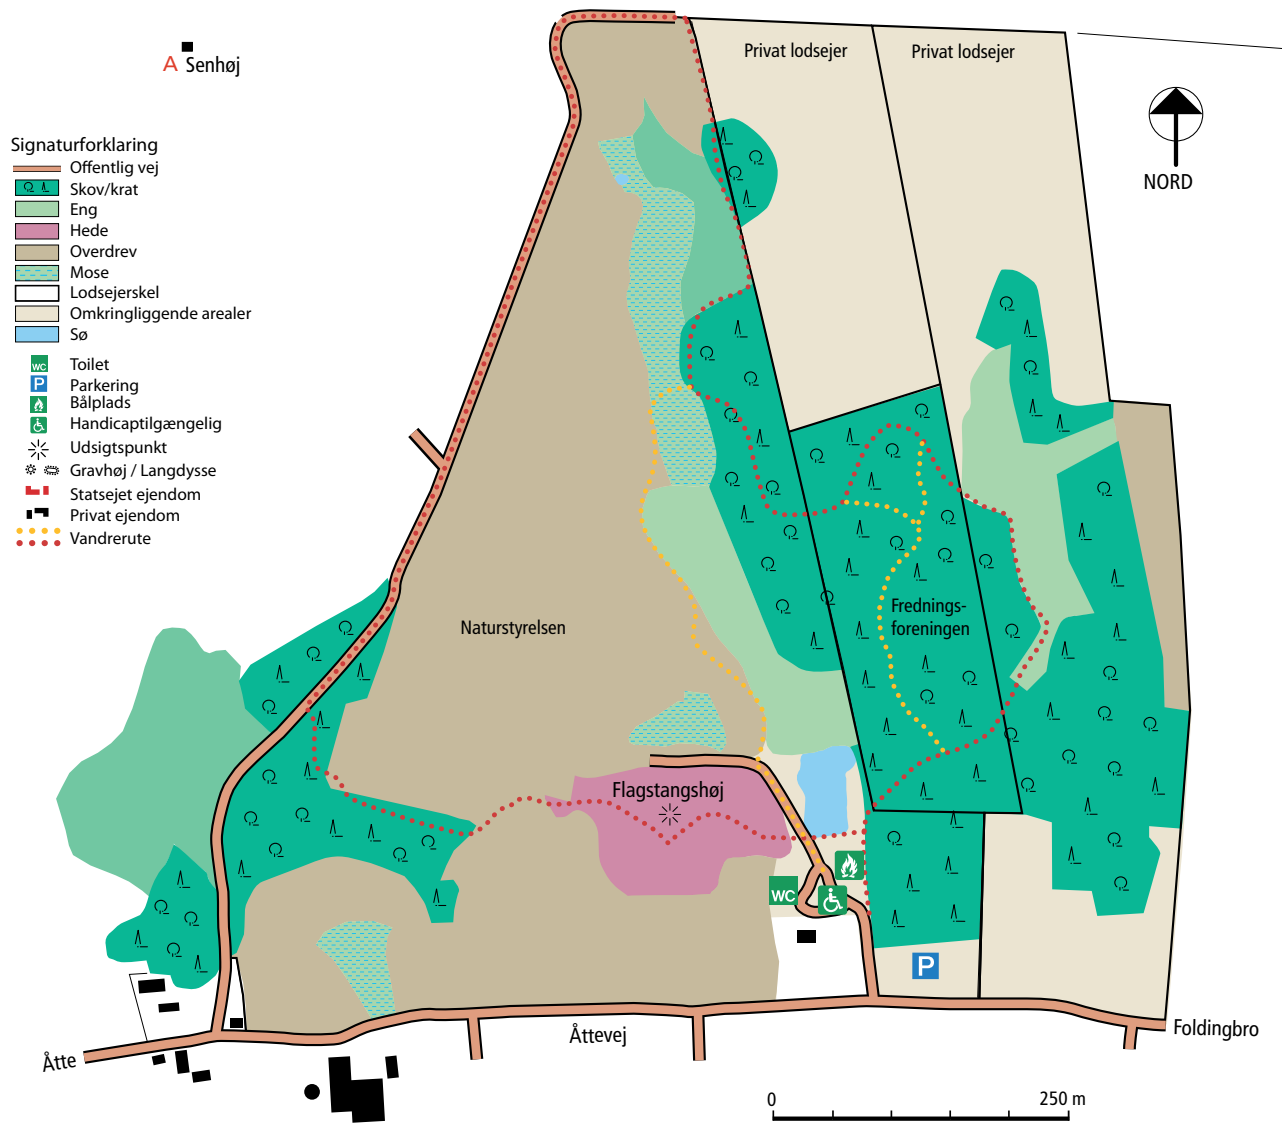 Privat lodsejer
Privat lodsejer
A Senhøj
NORD
Signaturforklaring
Offentlig vej
Skov/krat
Eng
Hede
Overdrev
Mose
Lodsejerskel
Omkringliggende arealer
Sø
WC Toilet
P Parkering
Bålplads
Handicaptilgængelig
Udsigtspunkt
Gravhøj / Langdysse
Statsejet ejendom
Privat ejendom
Vandrerute
Naturstyrelsen
Frednings-
foreningen
Flagstangshøj
WC
P
Åtte
Åttevej
Foldingbro
0 250 m